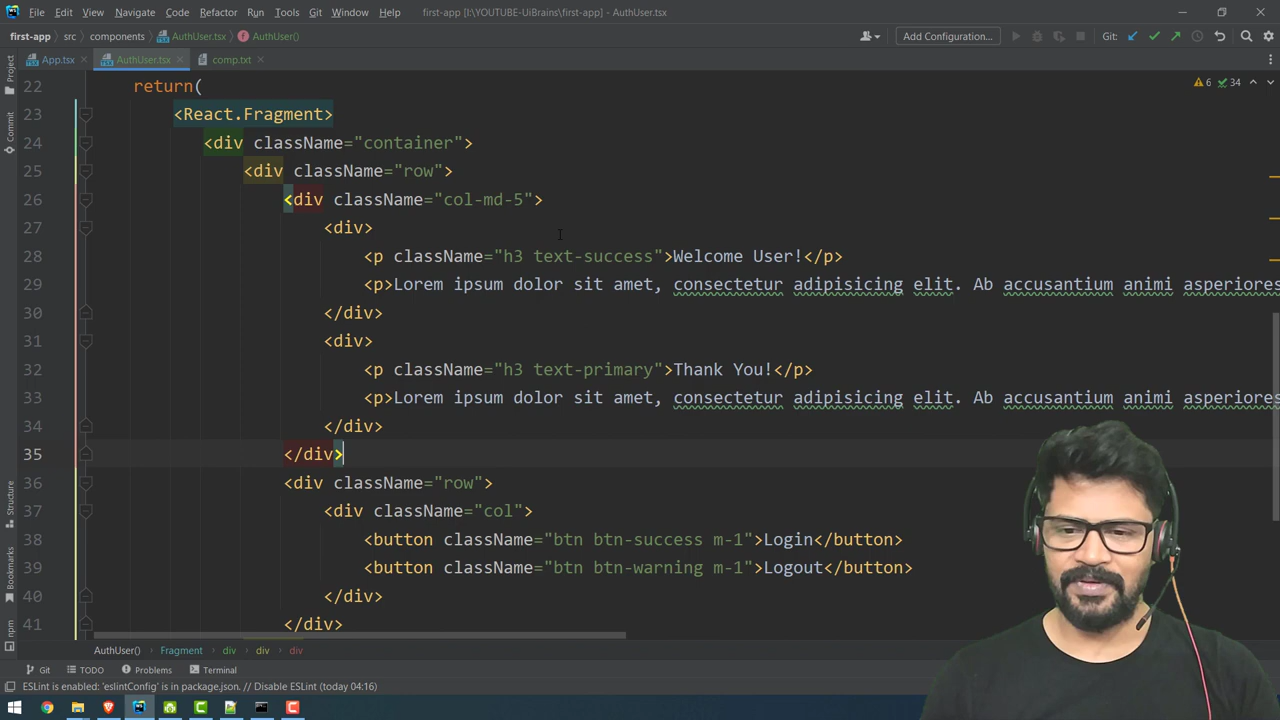 File Edit View Navigate Code Refactor Run Tools Git Window Help first-app [I:\YOUTUBE-UiBrains\first-app] - AuthUser.tsx
first-app > src > components > AuthUser.tsx > AuthUser() Add Configuration... Git:
App.tsx AuthUser.tsx comp.txt
Project
Commit
Structure
Bookmarks
npm
6 34
22 return(
23 <React.Fragment>
24 <div className="container">
25 <div className="row">
26 <div className="col-md-5">
27 <div>
28 <p className="h3 text-success">Welcome User!</p>
29 <p>Lorem ipsum dolor sit amet, consectetur adipisicing elit. Ab accusantium animi asperiores
30 </div>
31 <div>
32 <p className="h3 text-primary">Thank You!</p>
33 <p>Lorem ipsum dolor sit amet, consectetur adipisicing elit. Ab accusantium animi asperiores
34 </div>
35 </div>
36 <div className="row">
37 <div className="col">
38 <button className="btn btn-success m-1">Login</button>
39 <button className="btn btn-warning m-1">Logout</button>
40 </div>
41 </div>
AuthUser() Fragment div div div
Git TODO Problems Terminal
ESLint is enabled: 'eslintConfig' is in package.json. // Disable ESLint (today 04:16)